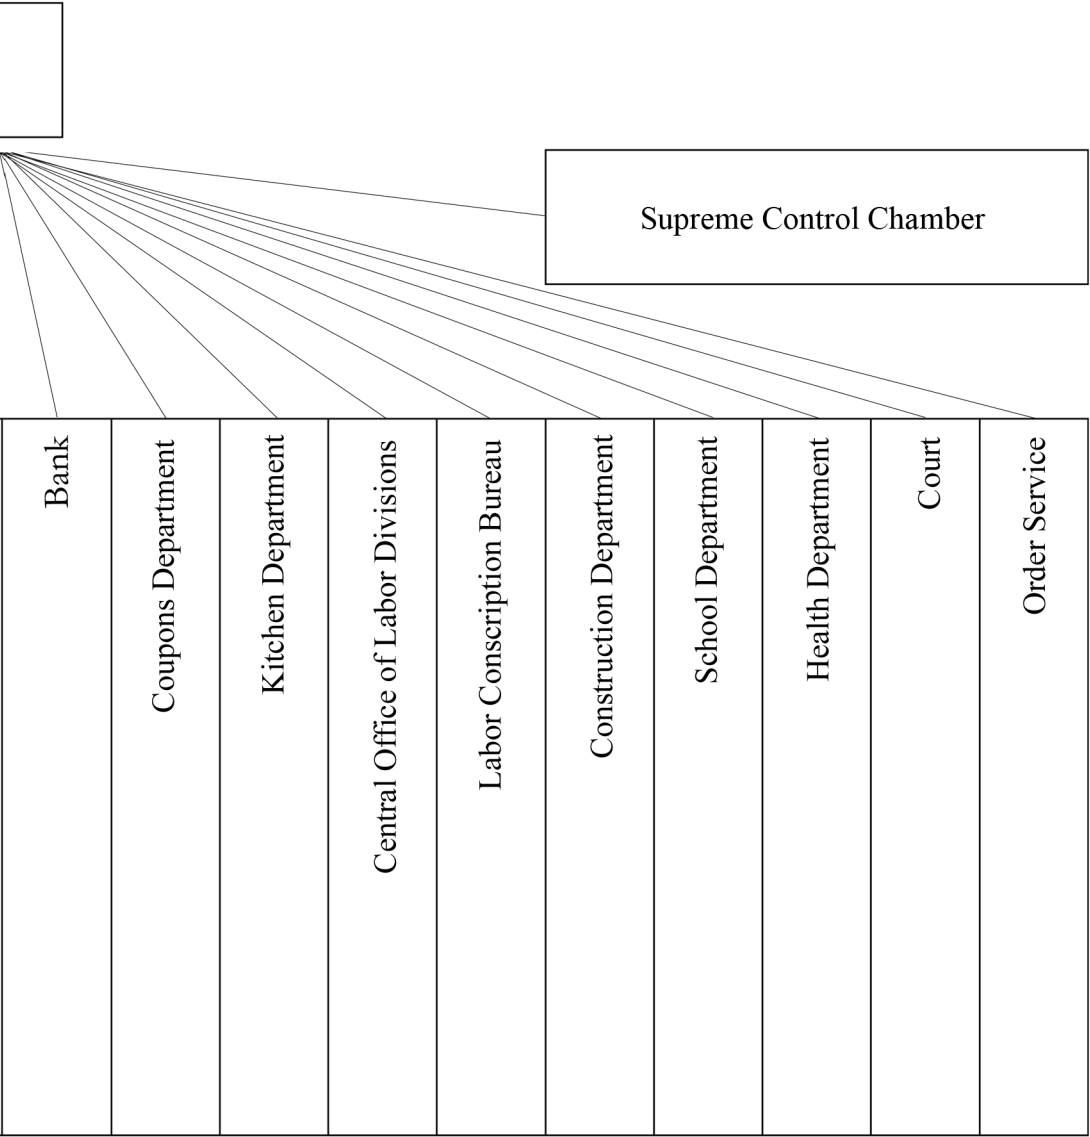 Supreme Control Chamber
Bank
Coupons Department
Kitchen Department
Central Office of Labor Divisions
Labor Conscription Bureau
Construction Department
School Department
Health Department
Court
Order Service